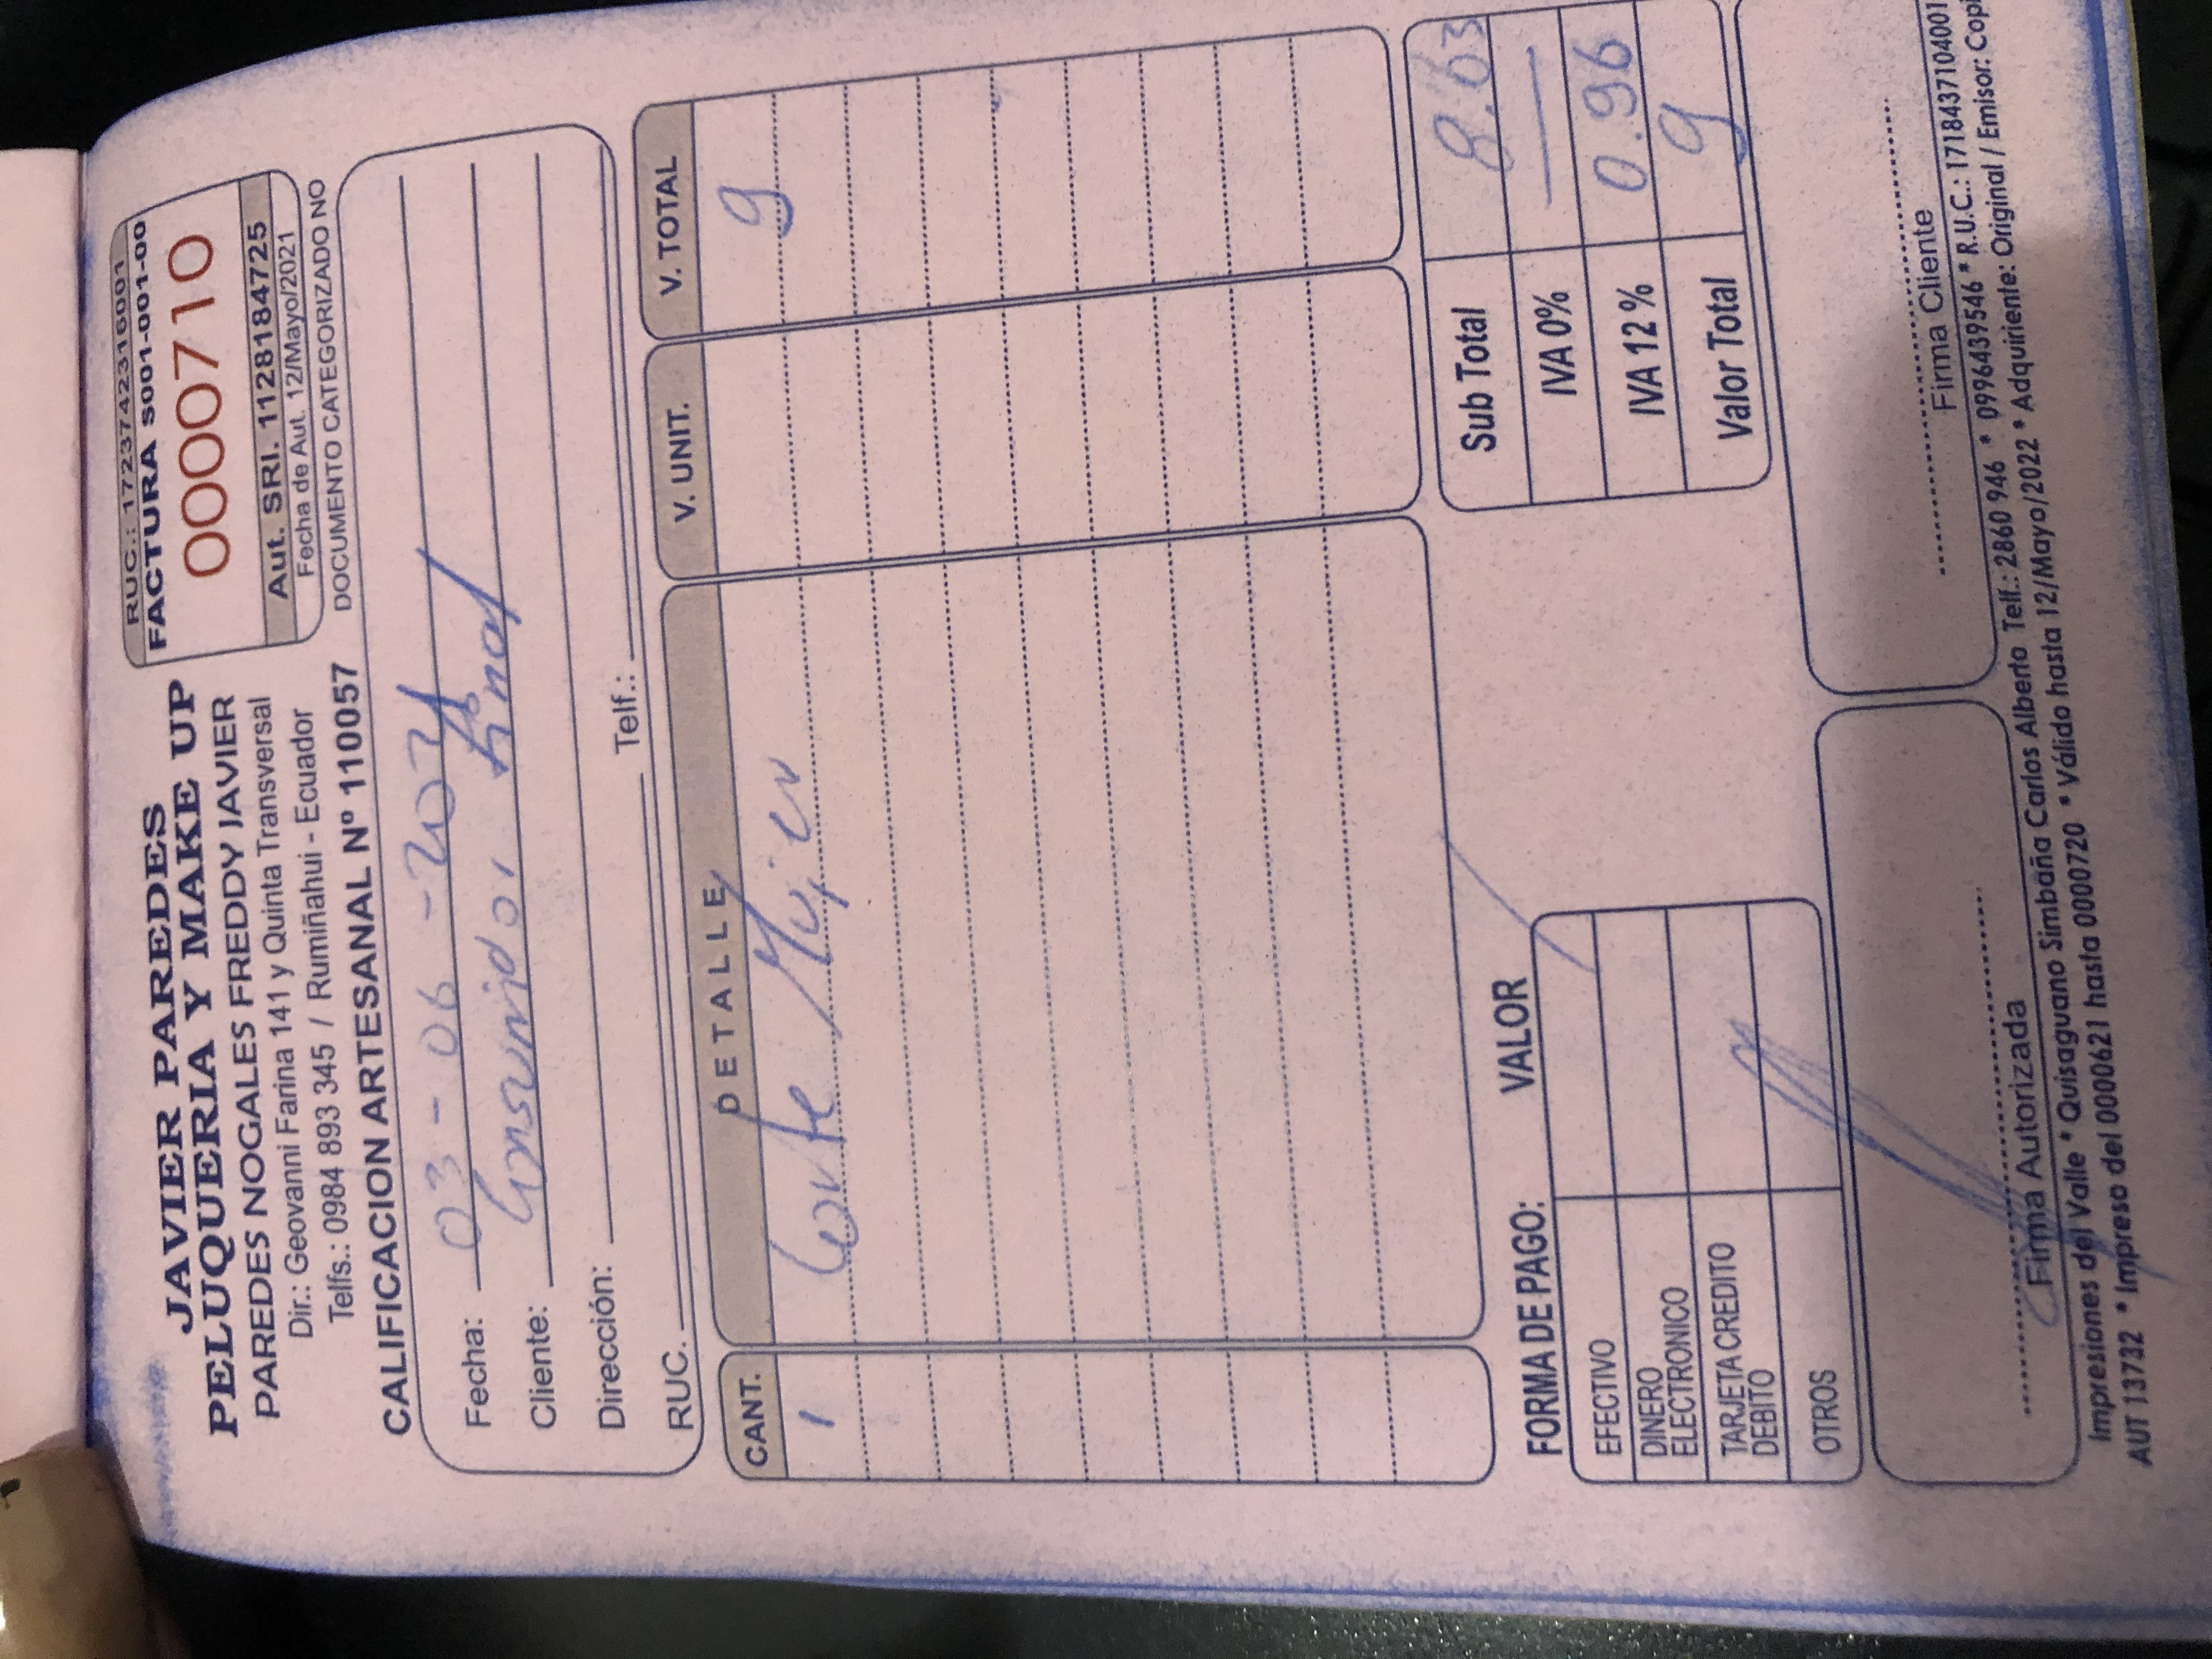 JAVIER PAREDES
PELUQUERIA Y MAKE UP
PAREDES NOGALES FREDDY JAVIER
Dir.: Geovanni Farina 141 y Quinta Transversal
Telfs.: 0984 893 345 / Rumiñahui - Ecuador
CALIFICACION ARTESANAL Nº 110057
RUC.: 1723742316001
FACTURA S001-001-00
0000710
Aut. SRI. 1128184725
Fecha de Aut. 12/Mayo/2021
DOCUMENTO CATEGORIZADO NO
Fecha: 03-06-2021
Cliente: Consumidor final
Dirección:
RUC. Telf.:
CANT. DETALLE V. UNIT. V. TOTAL
1 Corte Mujer 9
Sub Total 8.03
IVA 0% —
IVA 12% 0.96
Valor Total 9
FORMA DE PAGO: VALOR
EFECTIVO
DINERO
ELECTRONICO
TARJETA CREDITO
DEBITO
OTROS
Firma Autorizada
Firma Cliente
Impresiones del Valle * Quisaguano Simbaña Carlos Alberto Telf.: 2860 946 * 0996439546 * R.U.C.: 1718437104001
AUT 13732 * Impreso del 0000621 hasta 0000720 * Válido hasta 12/Mayo/2022 * Adquiriente: Original / Emisor: Copi